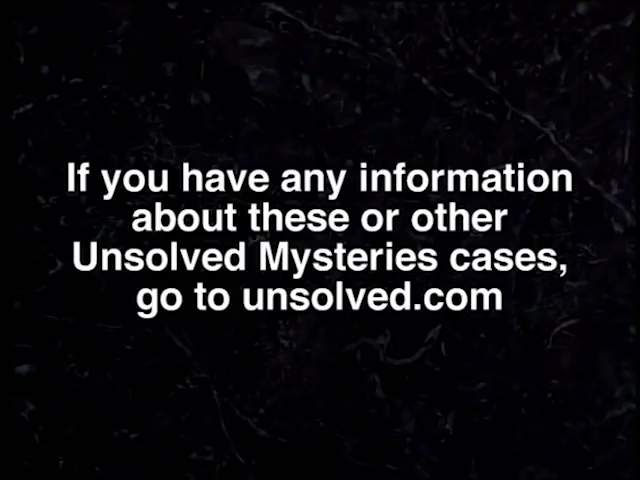 If you have any information
about these or other
Unsolved Mysteries cases,
go to unsolved.com